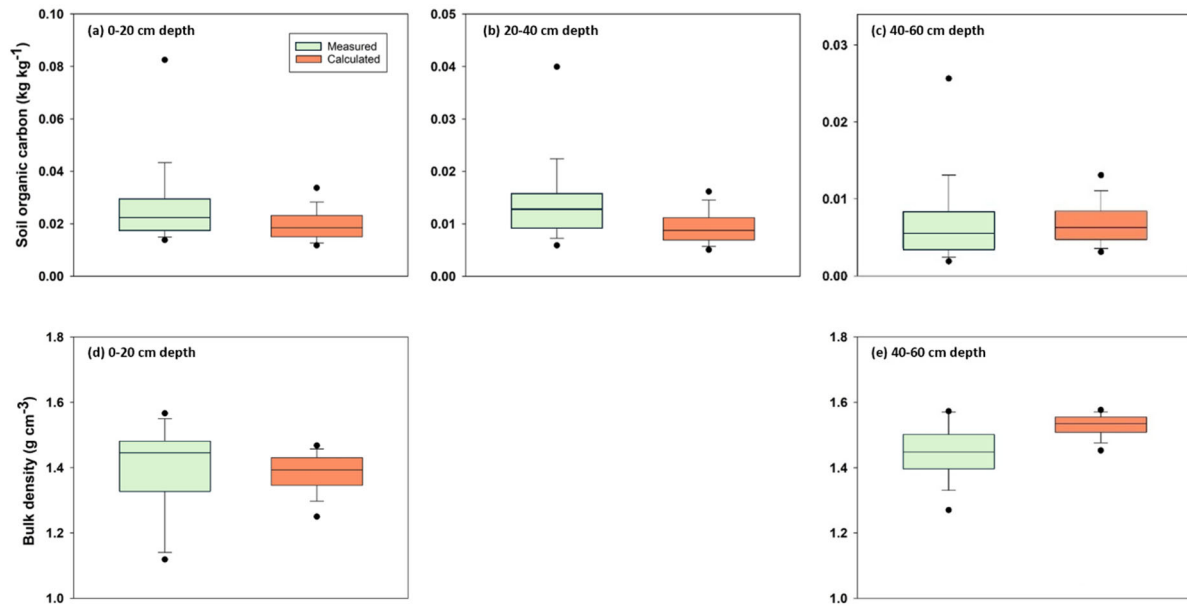 Soil organic carbon (kg kg⁻¹)
0.10
0.08
0.06
0.04
0.02
0.00
(a) 0-20 cm depth
Measured
Calculated
0.05
0.04
0.03
0.02
0.01
0.00
(b) 20-40 cm depth
0.03
0.02
0.01
0.00
(c) 40-60 cm depth
Bulk density (g cm⁻³)
1.8
1.6
1.4
1.2
1.0
(d) 0-20 cm depth
1.8
1.6
1.4
1.2
1.0
(e) 40-60 cm depth